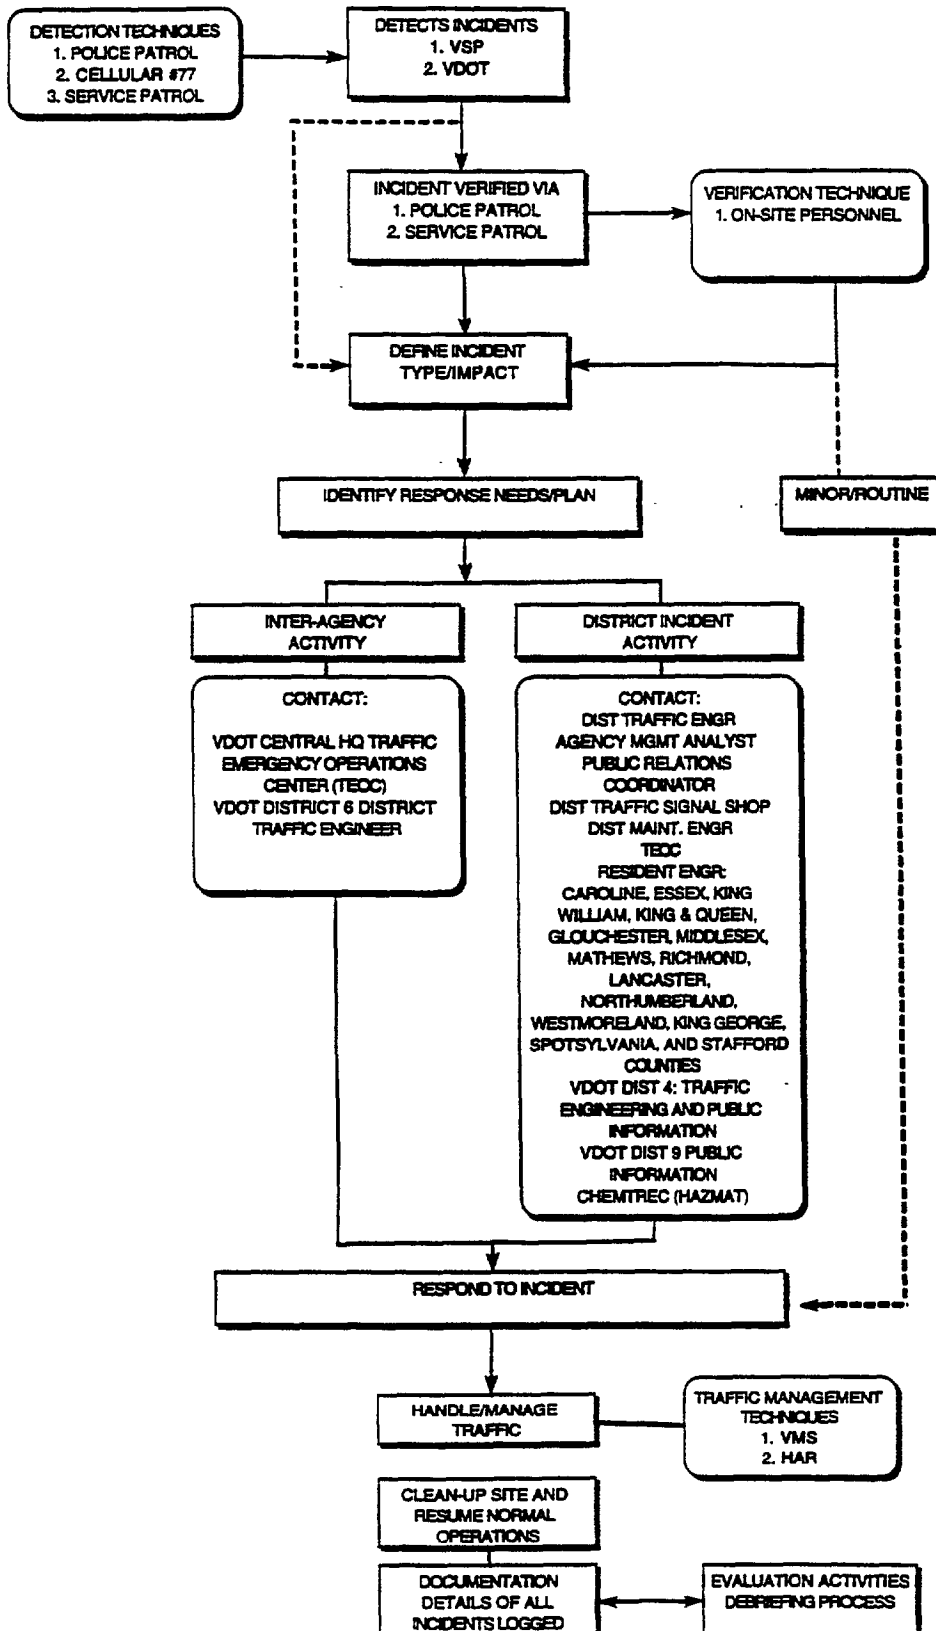 DETECTION TECHNIQUES
1. POLICE PATROL
2. CELLULAR #77
3. SERVICE PATROL
DETECTS INCIDENTS
1. VSP
2. VDOT
INCIDENT VERIFIED VIA
1. POLICE PATROL
2. SERVICE PATROL
VERIFICATION TECHNIQUE
1. ON-SITE PERSONNEL
DEFINE INCIDENT
TYPE/IMPACT
IDENTIFY RESPONSE NEEDS/PLAN
MINOR/ROUTINE
INTER-AGENCY
ACTIVITY
DISTRICT INCIDENT
ACTIVITY
CONTACT:
VDOT CENTRAL HQ TRAFFIC
EMERGENCY OPERATIONS
CENTER (TEOC)
VDOT DISTRICT 6 DISTRICT
TRAFFIC ENGINEER
CONTACT:
DIST TRAFFIC ENGR
AGENCY MGMT ANALYST
PUBLIC RELATIONS
COORDINATOR
DIST TRAFFIC SIGNAL SHOP
DIST MAINT. ENGR
TEOC
RESIDENT ENGR:
CAROLINE, ESSEX, KING
WILLIAM, KING & QUEEN,
GLOUCHESTER, MIDDLESEX,
MATHEWS, RICHMOND,
LANCASTER,
NORTHUMBERLAND,
WESTMORELAND, KING GEORGE,
SPOTSYLVANIA, AND STAFFORD
COUNTIES
VDOT DIST 4: TRAFFIC
ENGINEERING AND PUBLIC
INFORMATION
VDOT DIST 9 PUBLIC
INFORMATION
CHEMTREC (HAZMAT)
RESPOND TO INCIDENT
HANDLE/MANAGE
TRAFFIC
TRAFFIC MANAGEMENT
TECHNIQUES
1. VMS
2. HAR
CLEAN-UP SITE AND
RESUME NORMAL
OPERATIONS
DOCUMENTATION
DETAILS OF ALL
INCIDENTS LOGGED
EVALUATION ACTIVITIES
DEBRIEFING PROCESS